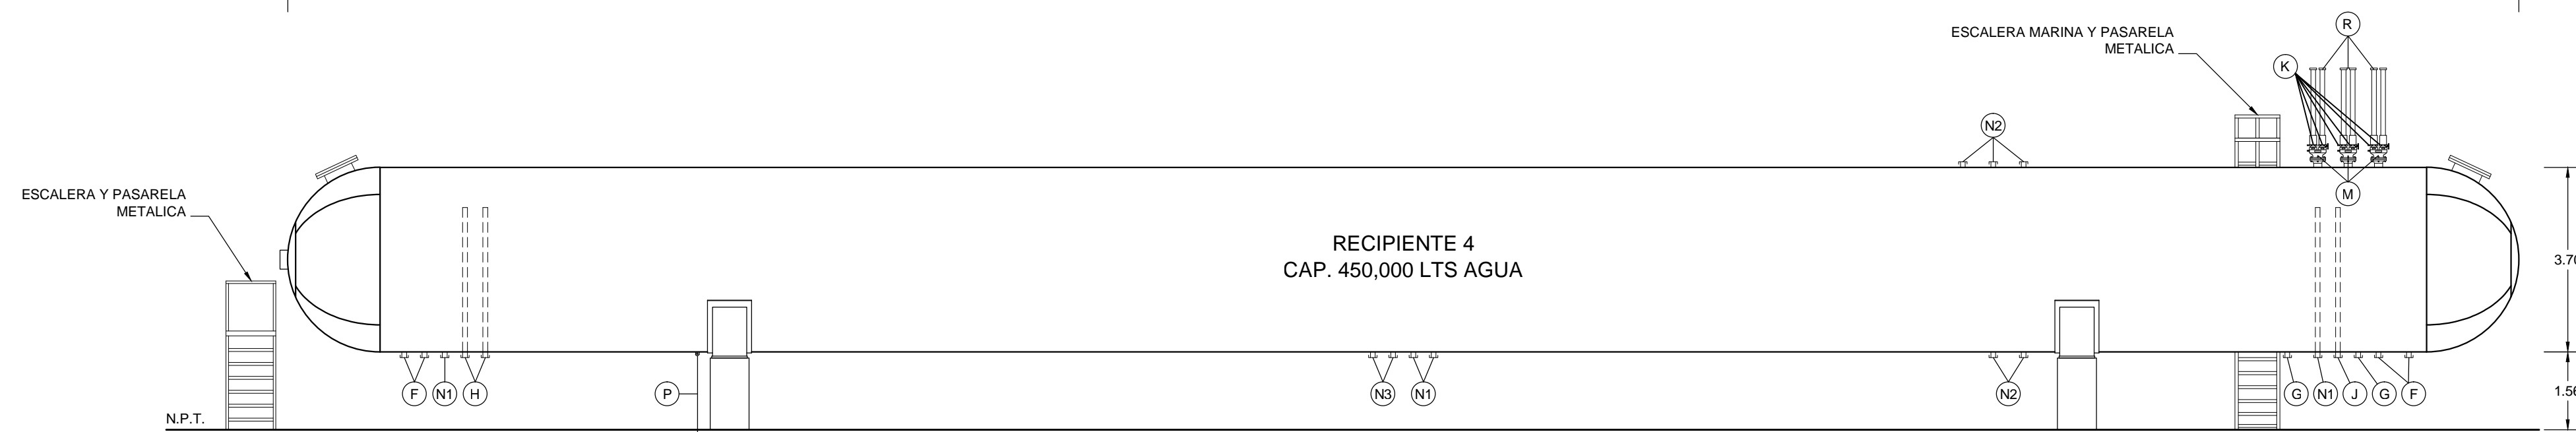 R
ESCALERA MARINA Y PASARELA
METALICA
K
N2
ESCALERA Y PASARELA
METALICA
M
RECIPIENTE 4
CAP. 450,000 LTS AGUA
F
N1
H
P
N3
N1
N2
G
N1
J
G
F
N.P.T.